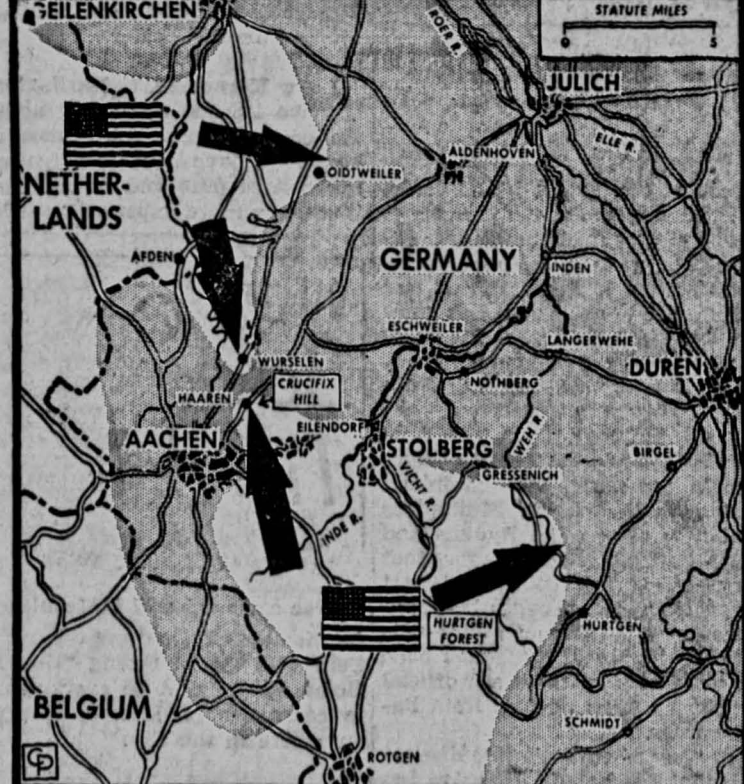 GEILENKIRCHEN
STATUTE MILES
0 5
ROER R.
JULICH
ELLE R.
ALDENHOVEN
OIDTWEILER
NETHER-
LANDS
AFDEN
GERMANY
INDEN
ESCHWEILER
LANGERWEHE
WURSELEN
DUREN
NOTHBERG
CRUCIFIX
HILL
HAAREN
EILENDORF
WEH R.
AACHEN
STOLBERG
BIRGEL
GRESSENICH
VICHT R.
INDE R.
HURTGEN
FOREST
HURTGEN
BELGIUM
SCHMIDT
ROTGEN
CP